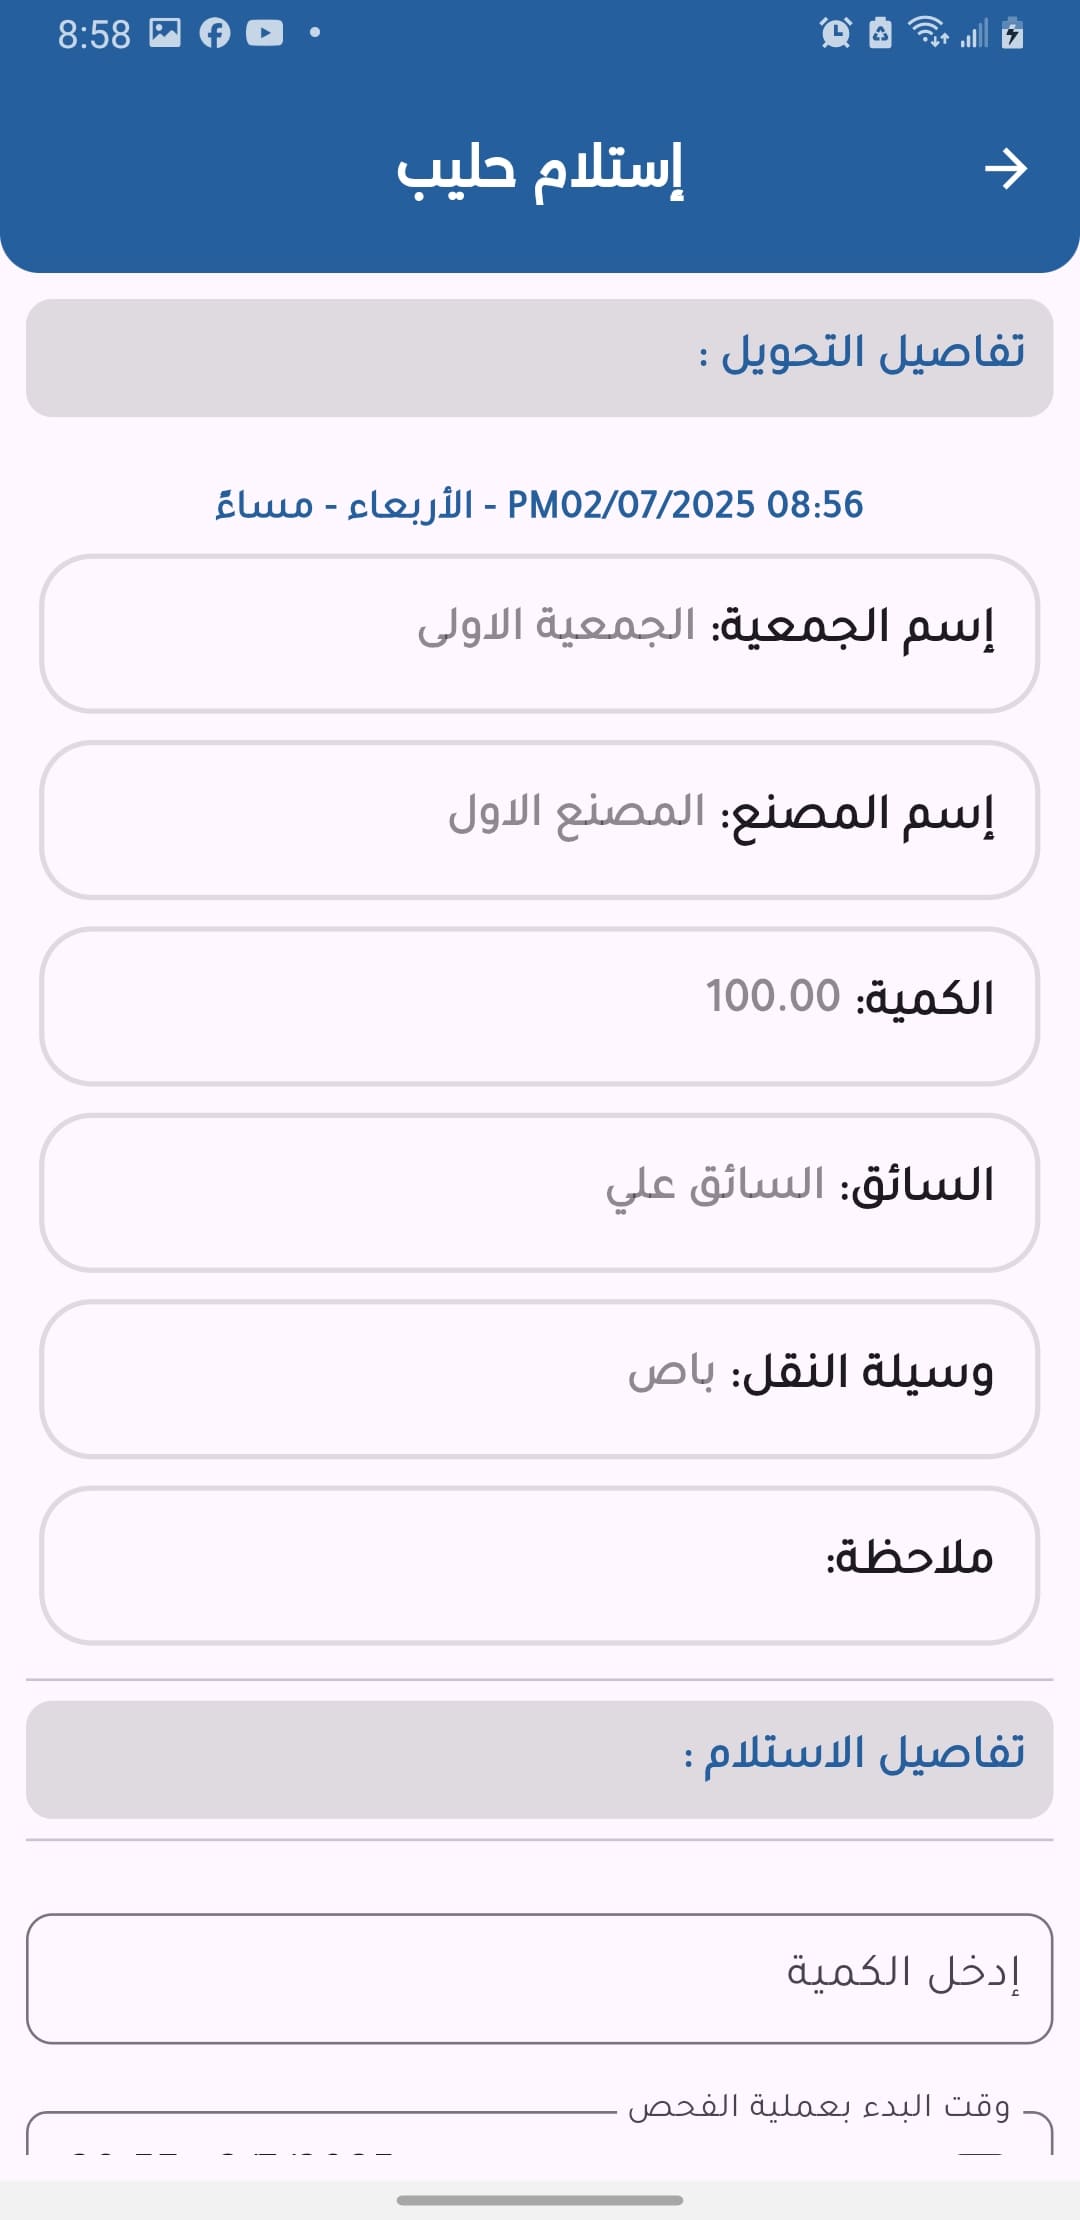 8:58
إستلام حليب
تفاصيل التحويل :
PM02/07/2025 08:56 - الأربعاء - مساءً
إسم الجمعية: الجمعية الاولى
إسم المصنع: المصنع الاول
الكمية: 100.00
السائق: السائق علي
وسيلة النقل: باص
ملاحظة:
تفاصيل الاستلام :
إدخل الكمية
وقت البدء بعملية الفحص